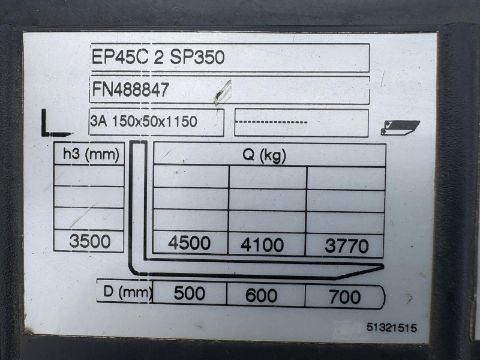 EP45C 2 SP350
FN488847
3A 150x50x1150 --------------
h3 (mm) Q (kg)
3500 4500 4100 3770
D (mm) 500 600 700
51321515